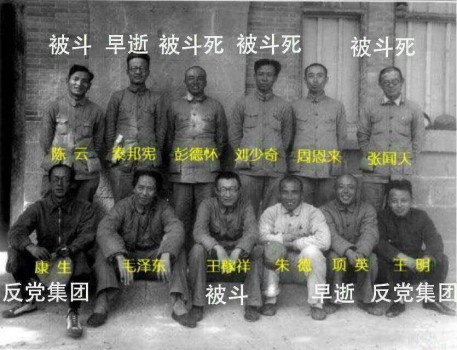 被斗 早逝 被斗死 被斗死 被斗死
陈云 秦邦宪 彭德怀 刘少奇 周恩来 张闻天
康生 毛泽东 王稼祥 朱德 项英 王明
反党集团 被斗 早逝 反党集团